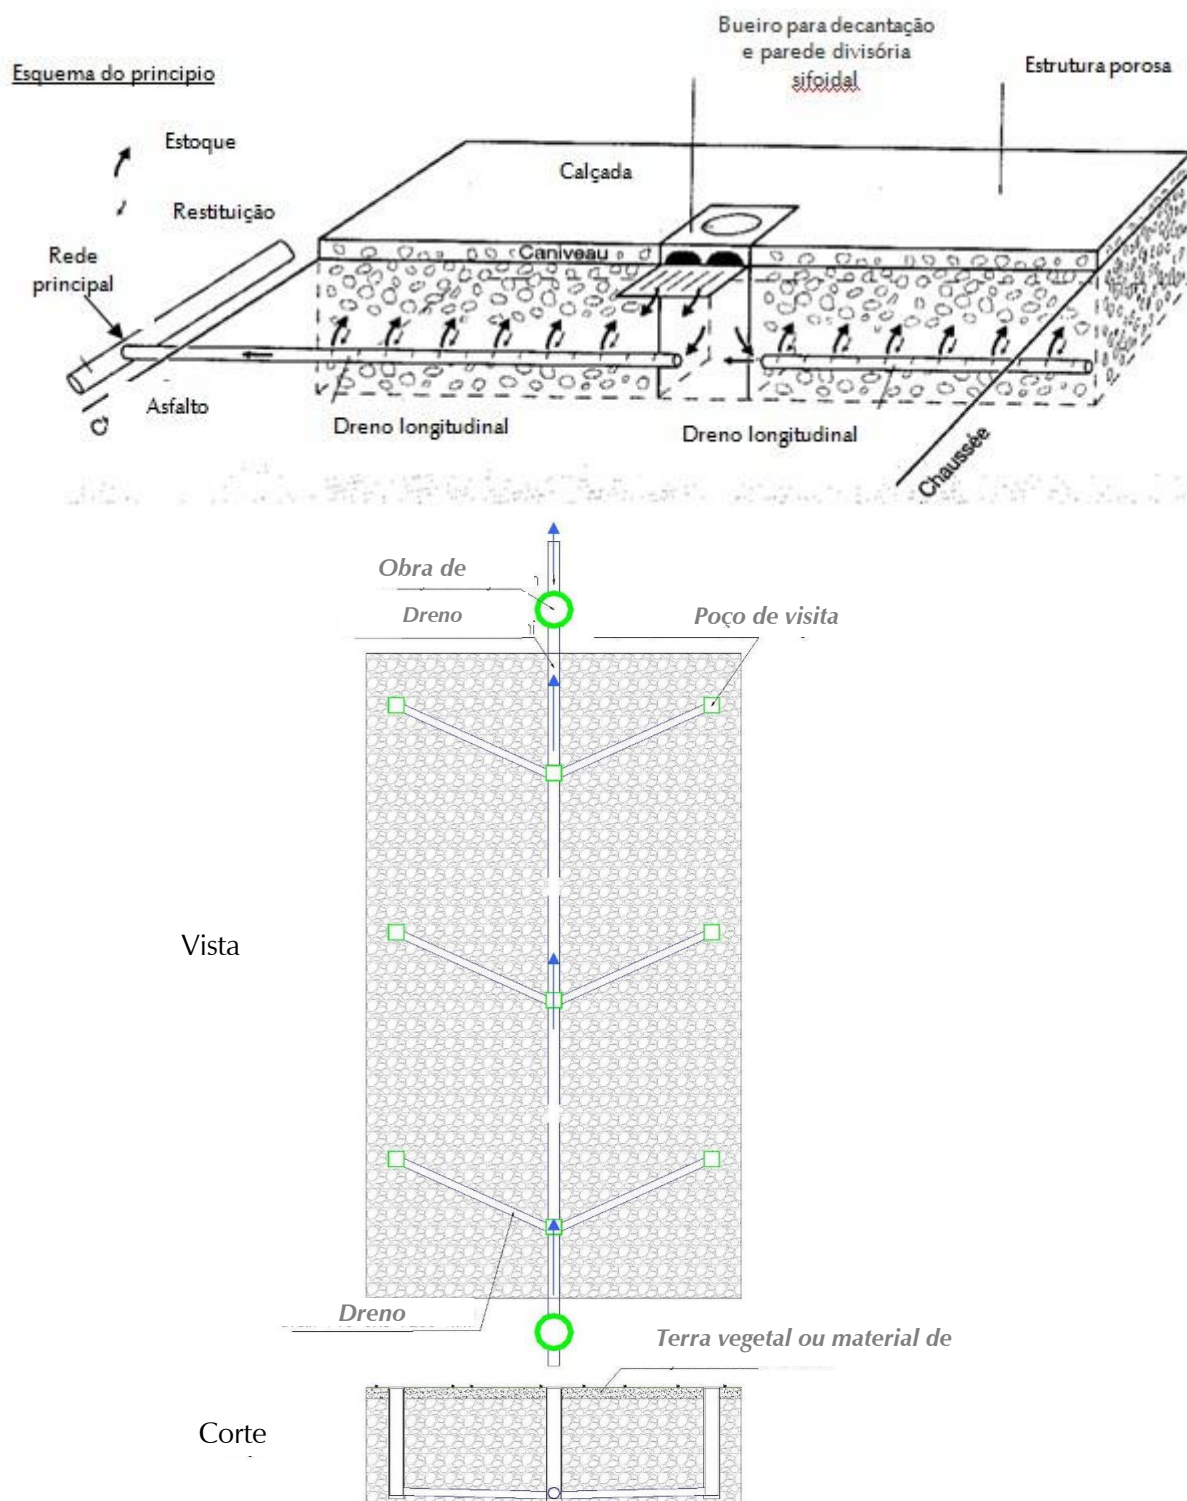 Bueiro para decantação
e parede divisória
sifoidal
Esquema do principio
Estrutura porosa
Estoque
Calçada
Restituição
Rede
principal
Caniveau
Asfalto
Dreno longitudinal
Dreno longitudinal
Chaussée
Obra de
Dreno
Poço de visita
Vista
Dreno
Terra vegetal ou material de
Corte